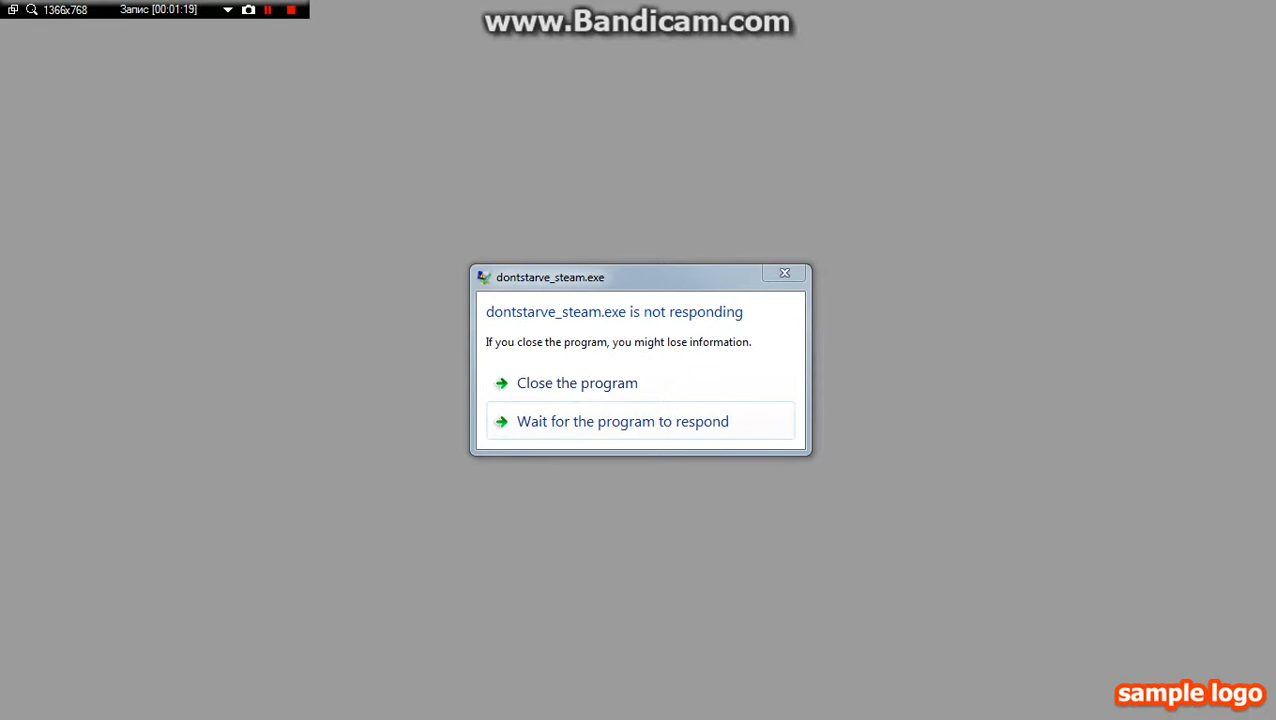 1366x768 Запис [00:01:19]
www.Bandicam.com
dontstarve_steam.exe
dontstarve_steam.exe is not responding
If you close the program, you might lose information.
Close the program
Wait for the program to respond
sample logo